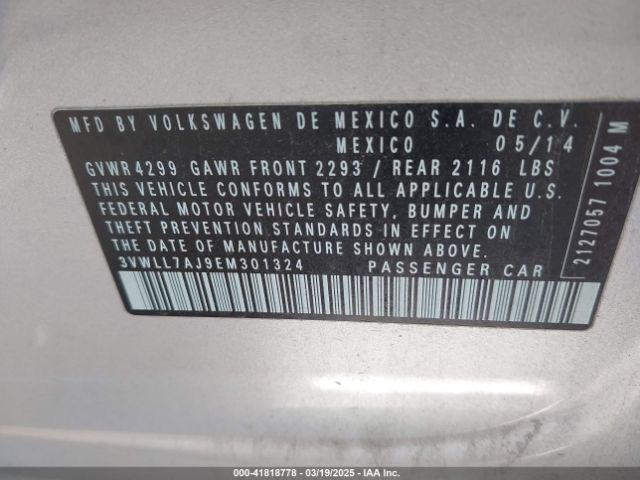 MFD BY VOLKSWAGEN DE MEXICO S.A. DE C.V.
MEXICO 05/14
GVWR 4299 GAWR FRONT 2293 / REAR 2116 LBS
THIS VEHICLE CONFORMS TO ALL APPLICABLE U.S.
FEDERAL MOTOR VEHICLE SAFETY, BUMPER AND
THEFT PREVENTION STANDARDS IN EFFECT ON
THE DATE OF MANUFACTURE SHOWN ABOVE.
3VWLL7AJ9EM301324 PASSENGER CAR
2127057 1004 M
000-41818778 - 03/19/2025 - IAA Inc.